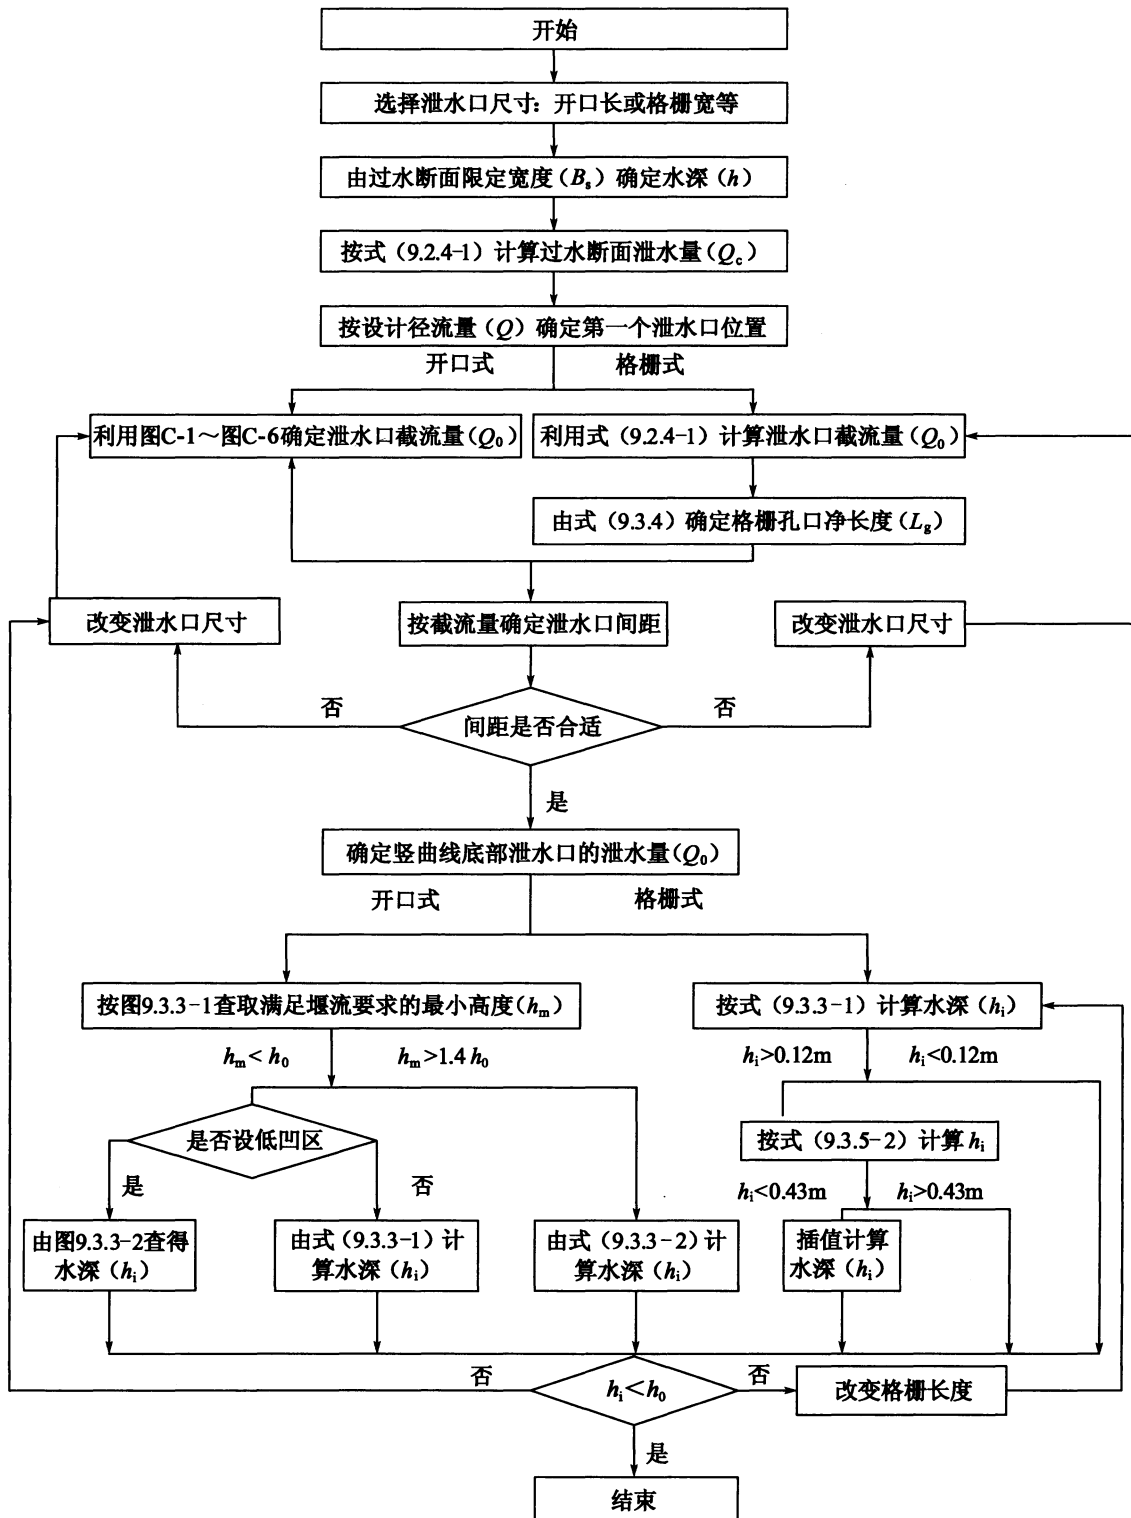 开始
选择泄水口尺寸：开口长或格栅宽等
由过水断面限定宽度（Bs）确定水深（h）
按式（9.2.4-1）计算过水断面泄水量（Qc）
按设计径流量（Q）确定第一个泄水口位置
开口式 格栅式
利用图C-1～图C-6确定泄水口截流量（Q0）
利用式（9.2.4-1）计算泄水口截流量（Q0）
由式（9.3.4）确定格栅孔口净长度（Lg）
改变泄水口尺寸
按截流量确定泄水口间距
改变泄水口尺寸
否
间距是否合适
否
是
确定竖曲线底部泄水口的泄水量（Q0）
开口式 格栅式
按图9.3.3-1查取满足堰流要求的最小高度（hm）
按式（9.3.3-1）计算水深（hi）
hm< h0 hm>1.4 h0
hi>0.12m hi<0.12m
是否设低凹区
按式（9.3.5-2）计算 hi
是
否
hi<0.43m hi>0.43m
由图9.3.3-2查得
水深（hi）
由式（9.3.3-1）计
算水深（hi）
由式（9.3.3-2）计
算水深（hi）
插值计算
水深（hi）
否
hi＜h0
否
改变格栅长度
是
结束